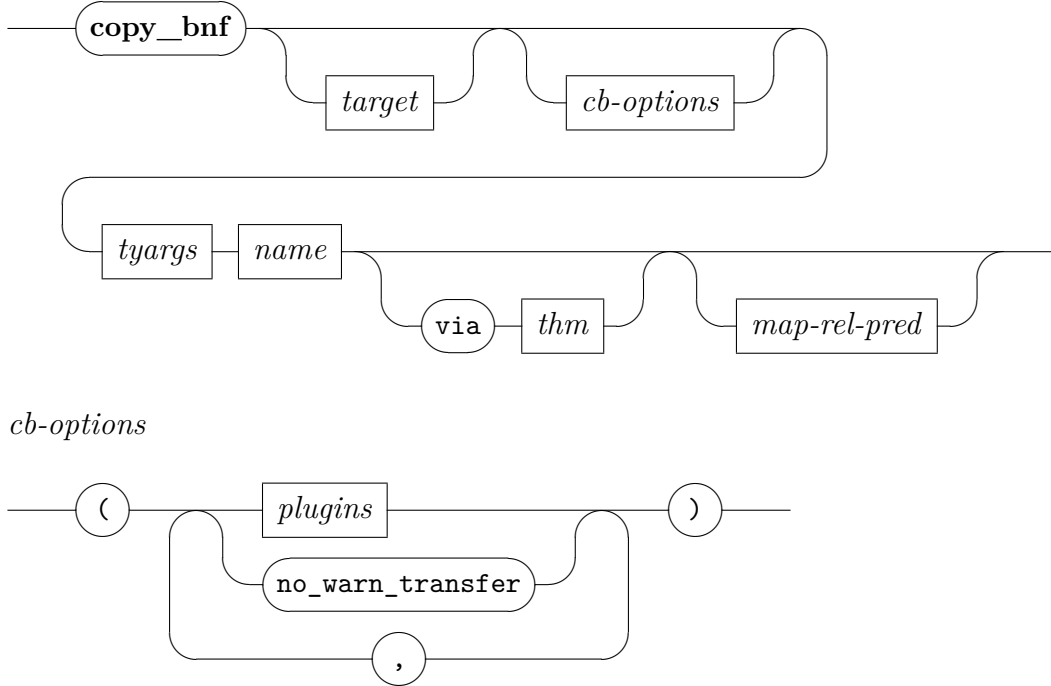 copy_bnf
target cb-options
tyargs name
via thm map-rel-pred
cb-options
( plugins )
no_warn_transfer
,